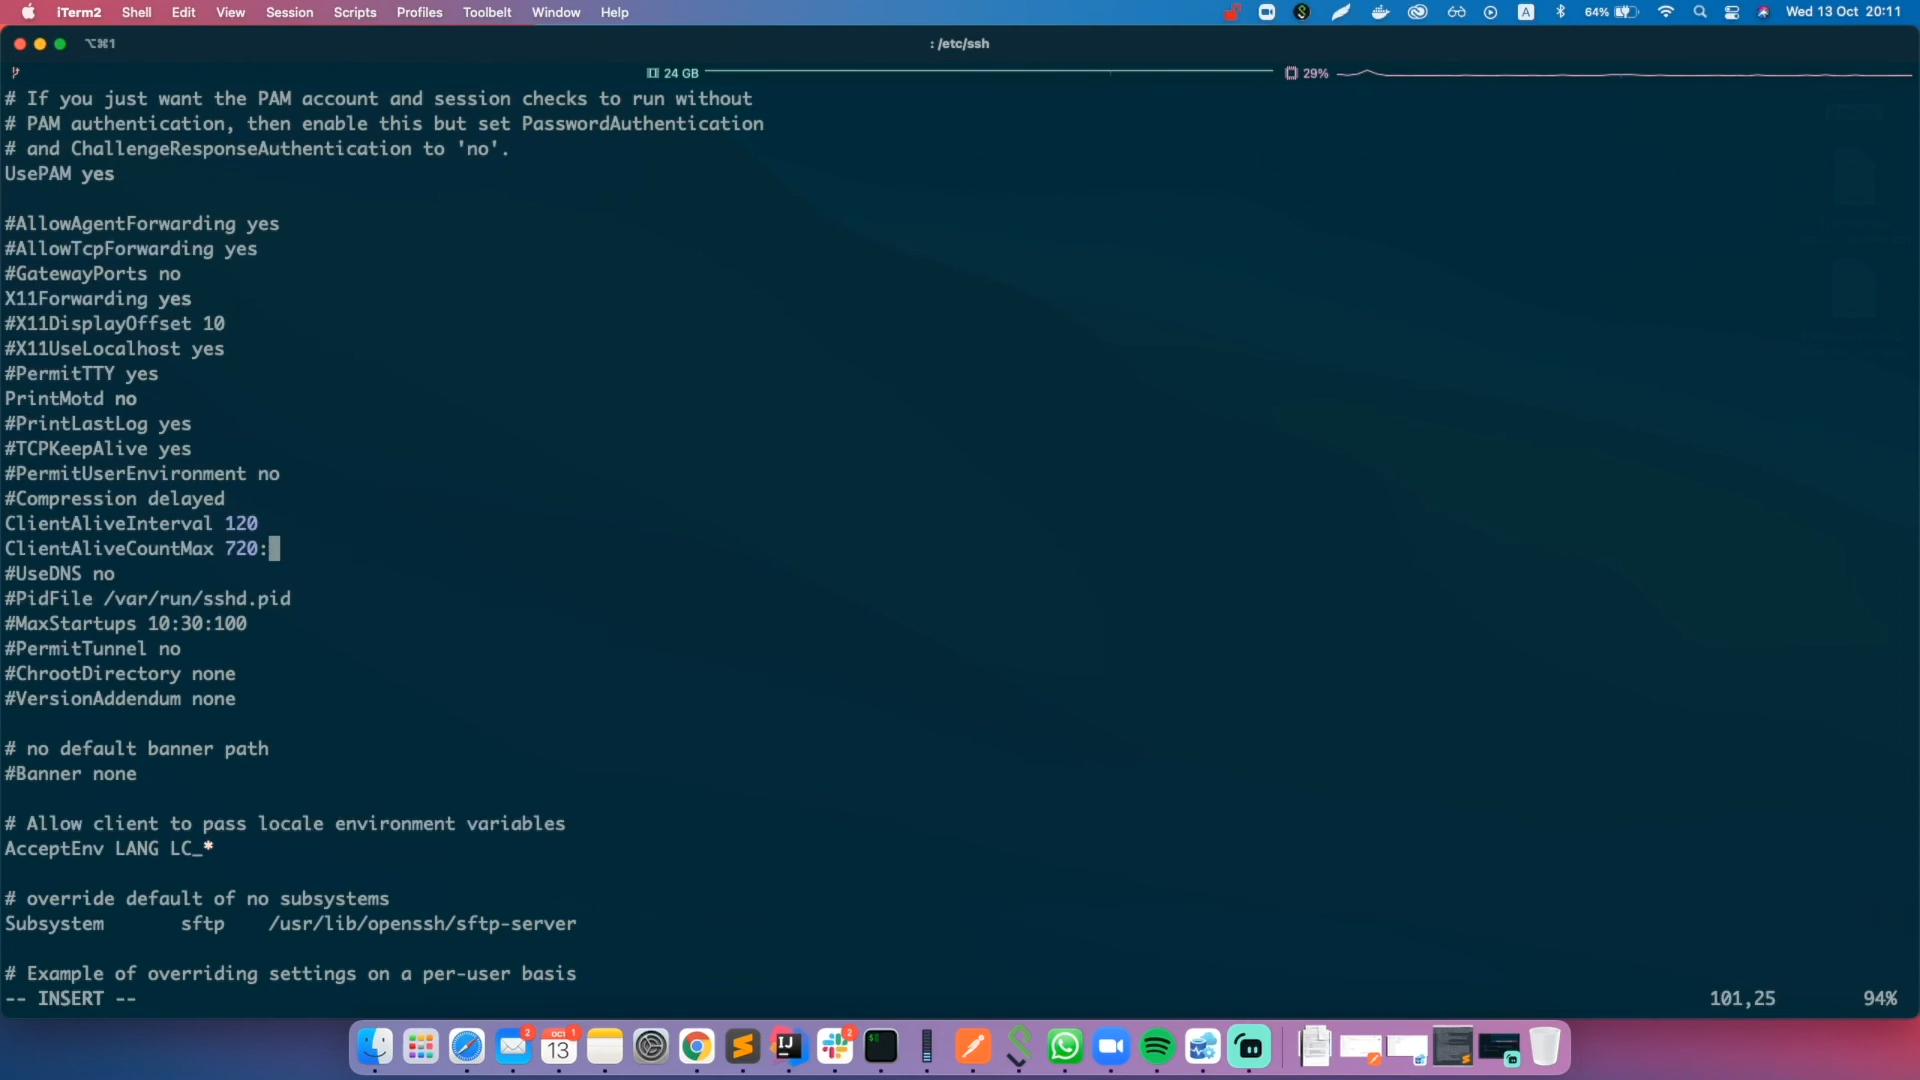 iTerm2 Shell Edit View Session Scripts Profiles Toolbelt Window Help 64% Wed 13 Oct 20:11
⌥⌘1 : /etc/ssh
24 GB 29%
# If you just want the PAM account and session checks to run without
# PAM authentication, then enable this but set PasswordAuthentication
# and ChallengeResponseAuthentication to 'no'.
UsePAM yes
#AllowAgentForwarding yes
#AllowTcpForwarding yes
#GatewayPorts no
X11Forwarding yes
#X11DisplayOffset 10
#X11UseLocalhost yes
#PermitTTY yes
PrintMotd no
#PrintLastLog yes
#TCPKeepAlive yes
#PermitUserEnvironment no
#Compression delayed
ClientAliveInterval 120
ClientAliveCountMax 720:
#UseDNS no
#PidFile /var/run/sshd.pid
#MaxStartups 10:30:100
#PermitTunnel no
#ChrootDirectory none
#VersionAddendum none
# no default banner path
#Banner none
# Allow client to pass locale environment variables
AcceptEnv LANG LC_*
# override default of no subsystems
Subsystem sftp /usr/lib/openssh/sftp-server
# Example of overriding settings on a per-user basis
-- INSERT -- 101,25 94%
2 OCT 1 13 IJ 2